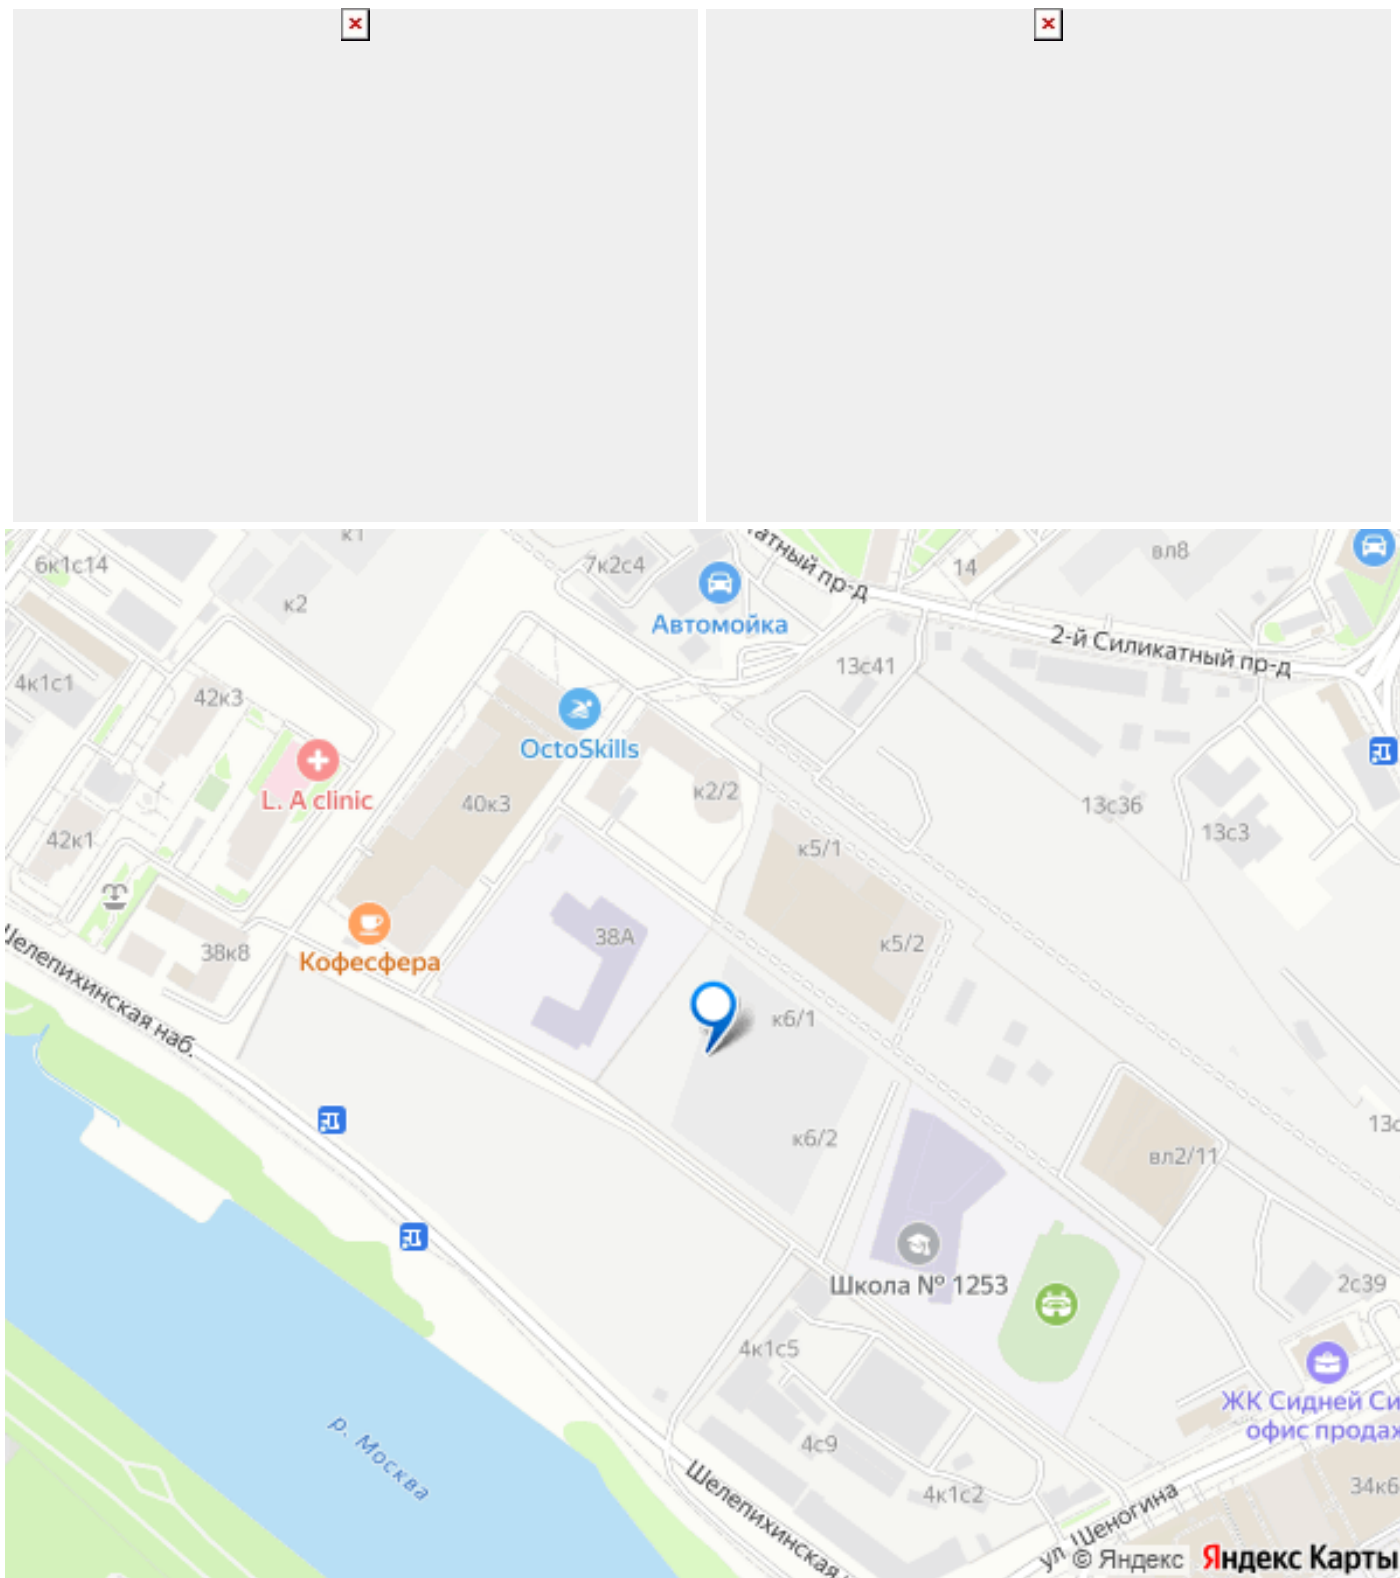 к1
6к1с14
7к2с4
14
вл8
к2
Автомойка
2-й Силикатный пр-д
13с41
4к1с1
42к3
OctoSkills
L. A clinic
40к3
к2/2
13с36
13с3
42к1
к5/1
38А
к5/2
38к8
Кофесфера
Шелепихинская наб.
к6/1
к6/2
вл2/11
Школа № 1253
2с39
4к1с5
ЖК Сидней Си
офис продаж
р. Москва
4с9
4к1с2
34к6
Шелепихинская
ул. Шеногина
© Яндекс
Яндекс Карты